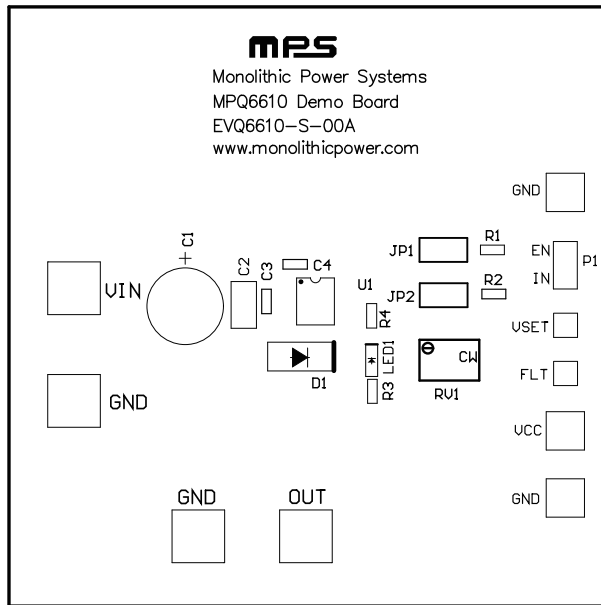 MPS
Monolithic Power Systems
MPQ6610 Demo Board
EVQ6610-S-00A
www.monolithicpower.com
GND
C1
+
C2
C3
C4
U1
JP1
R1
EN
P1
IN
VIN
JP2
R2
R4
VSET
LED1
CW
D1
R3
RV1
FLT
GND
VCC
GND
OUT
GND